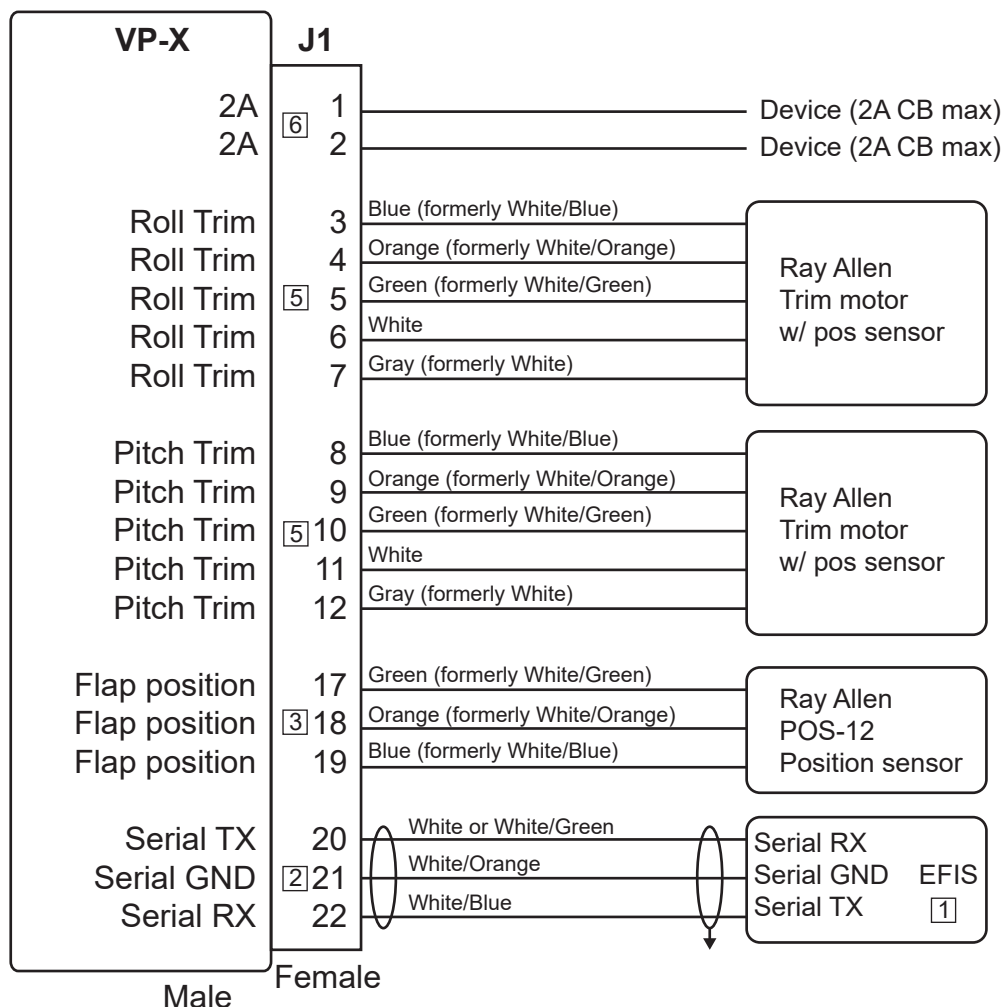 VP-X J1
2A 1 Device (2A CB max)
6
2A 2 Device (2A CB max)
Roll Trim 3 Blue (formerly White/Blue)
Roll Trim 4 Orange (formerly White/Orange)
Roll Trim 5 5 Green (formerly White/Green)
Roll Trim 6 White
Roll Trim 7 Gray (formerly White)
Ray Allen
Trim motor
w/ pos sensor
Pitch Trim 8 Blue (formerly White/Blue)
Pitch Trim 9 Orange (formerly White/Orange)
Pitch Trim 5 10 Green (formerly White/Green)
Pitch Trim 11 White
Pitch Trim 12 Gray (formerly White)
Ray Allen
Trim motor
w/ pos sensor
Flap position 17 Green (formerly White/Green)
Flap position 3 18 Orange (formerly White/Orange)
Flap position 19 Blue (formerly White/Blue)
Ray Allen
POS-12
Position sensor
Serial TX 20 White or White/Green Serial RX
Serial GND 2 21 White/Orange Serial GND EFIS
Serial RX 22 White/Blue Serial TX 1
Female
Male